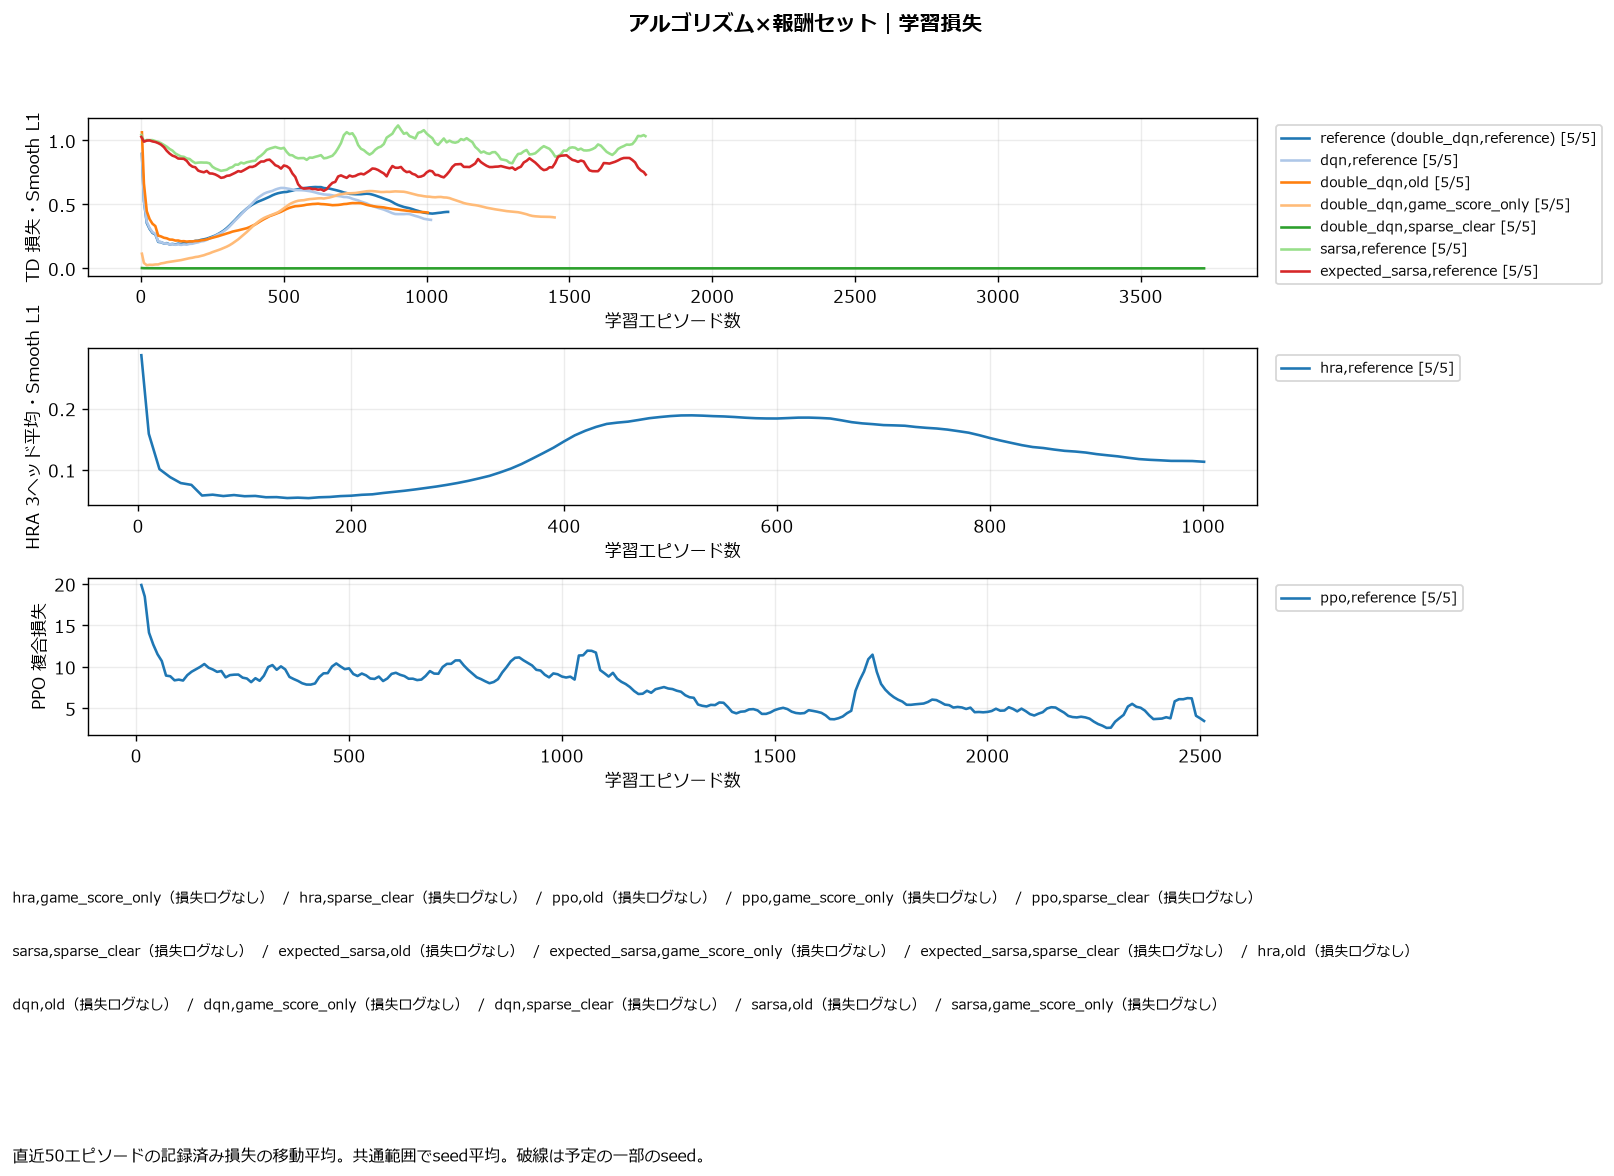 アルゴリズム×報酬セット｜学習損失
TD 損失・Smooth L1
1.0
0.5
0.0
0 500 1000 1500 2000 2500 3000 3500
学習エピソード数
reference (double_dqn,reference) [5/5]
dqn,reference [5/5]
double_dqn,old [5/5]
double_dqn,game_score_only [5/5]
double_dqn,sparse_clear [5/5]
sarsa,reference [5/5]
expected_sarsa,reference [5/5]
HRA 3ヘッド平均・Smooth L1
0.2
0.1
0 200 400 600 800 1000
学習エピソード数
hra,reference [5/5]
PPO 複合損失
20
15
10
5
0 500 1000 1500 2000 2500
学習エピソード数
ppo,reference [5/5]
hra,game_score_only（損失ログなし） / hra,sparse_clear（損失ログなし） / ppo,old（損失ログなし） / ppo,game_score_only（損失ログなし） / ppo,sparse_clear（損失ログなし）
sarsa,sparse_clear（損失ログなし） / expected_sarsa,old（損失ログなし） / expected_sarsa,game_score_only（損失ログなし） / expected_sarsa,sparse_clear（損失ログなし） / hra,old（損失ログなし）
dqn,old（損失ログなし） / dqn,game_score_only（損失ログなし） / dqn,sparse_clear（損失ログなし） / sarsa,old（損失ログなし） / sarsa,game_score_only（損失ログなし）
直近50エピソードの記録済み損失の移動平均。共通範囲でseed平均。破線は予定の一部のseed。